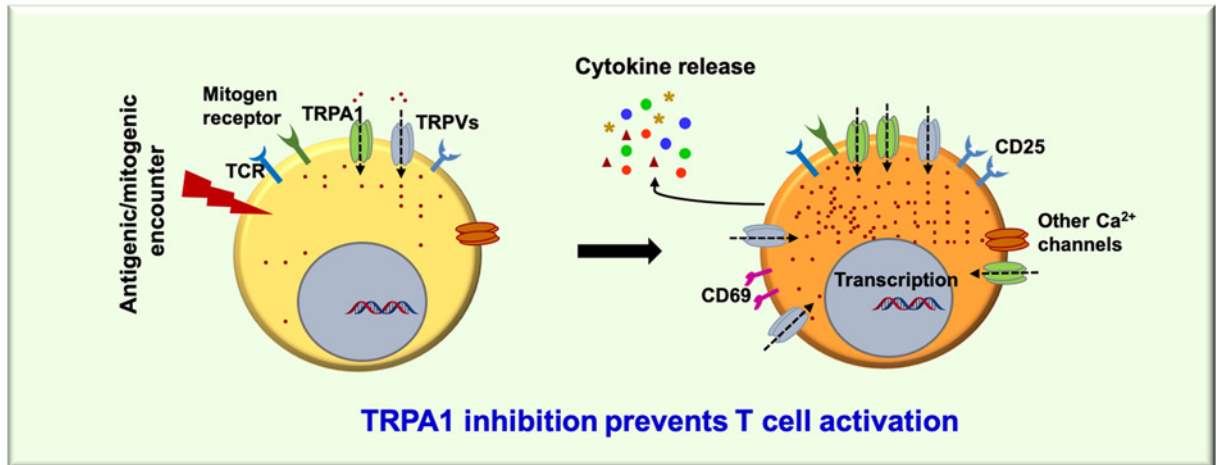 Antigenic/mitogenic
encounter
Mitogen
receptor
TRPA1
TRPVs
TCR
Cytokine release
CD25
Other Ca²⁺
channels
CD69
Transcription
TRPA1 inhibition prevents T cell activation